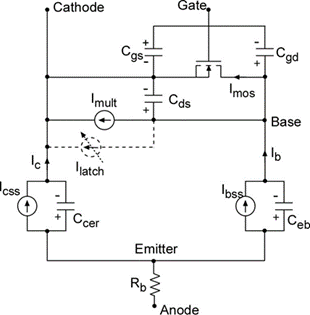 Cathode Gate
+ - - +
Cgs Cgd
- + + -
Imos
Imult - + Cds
Base
Ilatch
Ic Ib
Icss - + Ccer
Ibss - + Ceb
Emitter
Rb
Anode